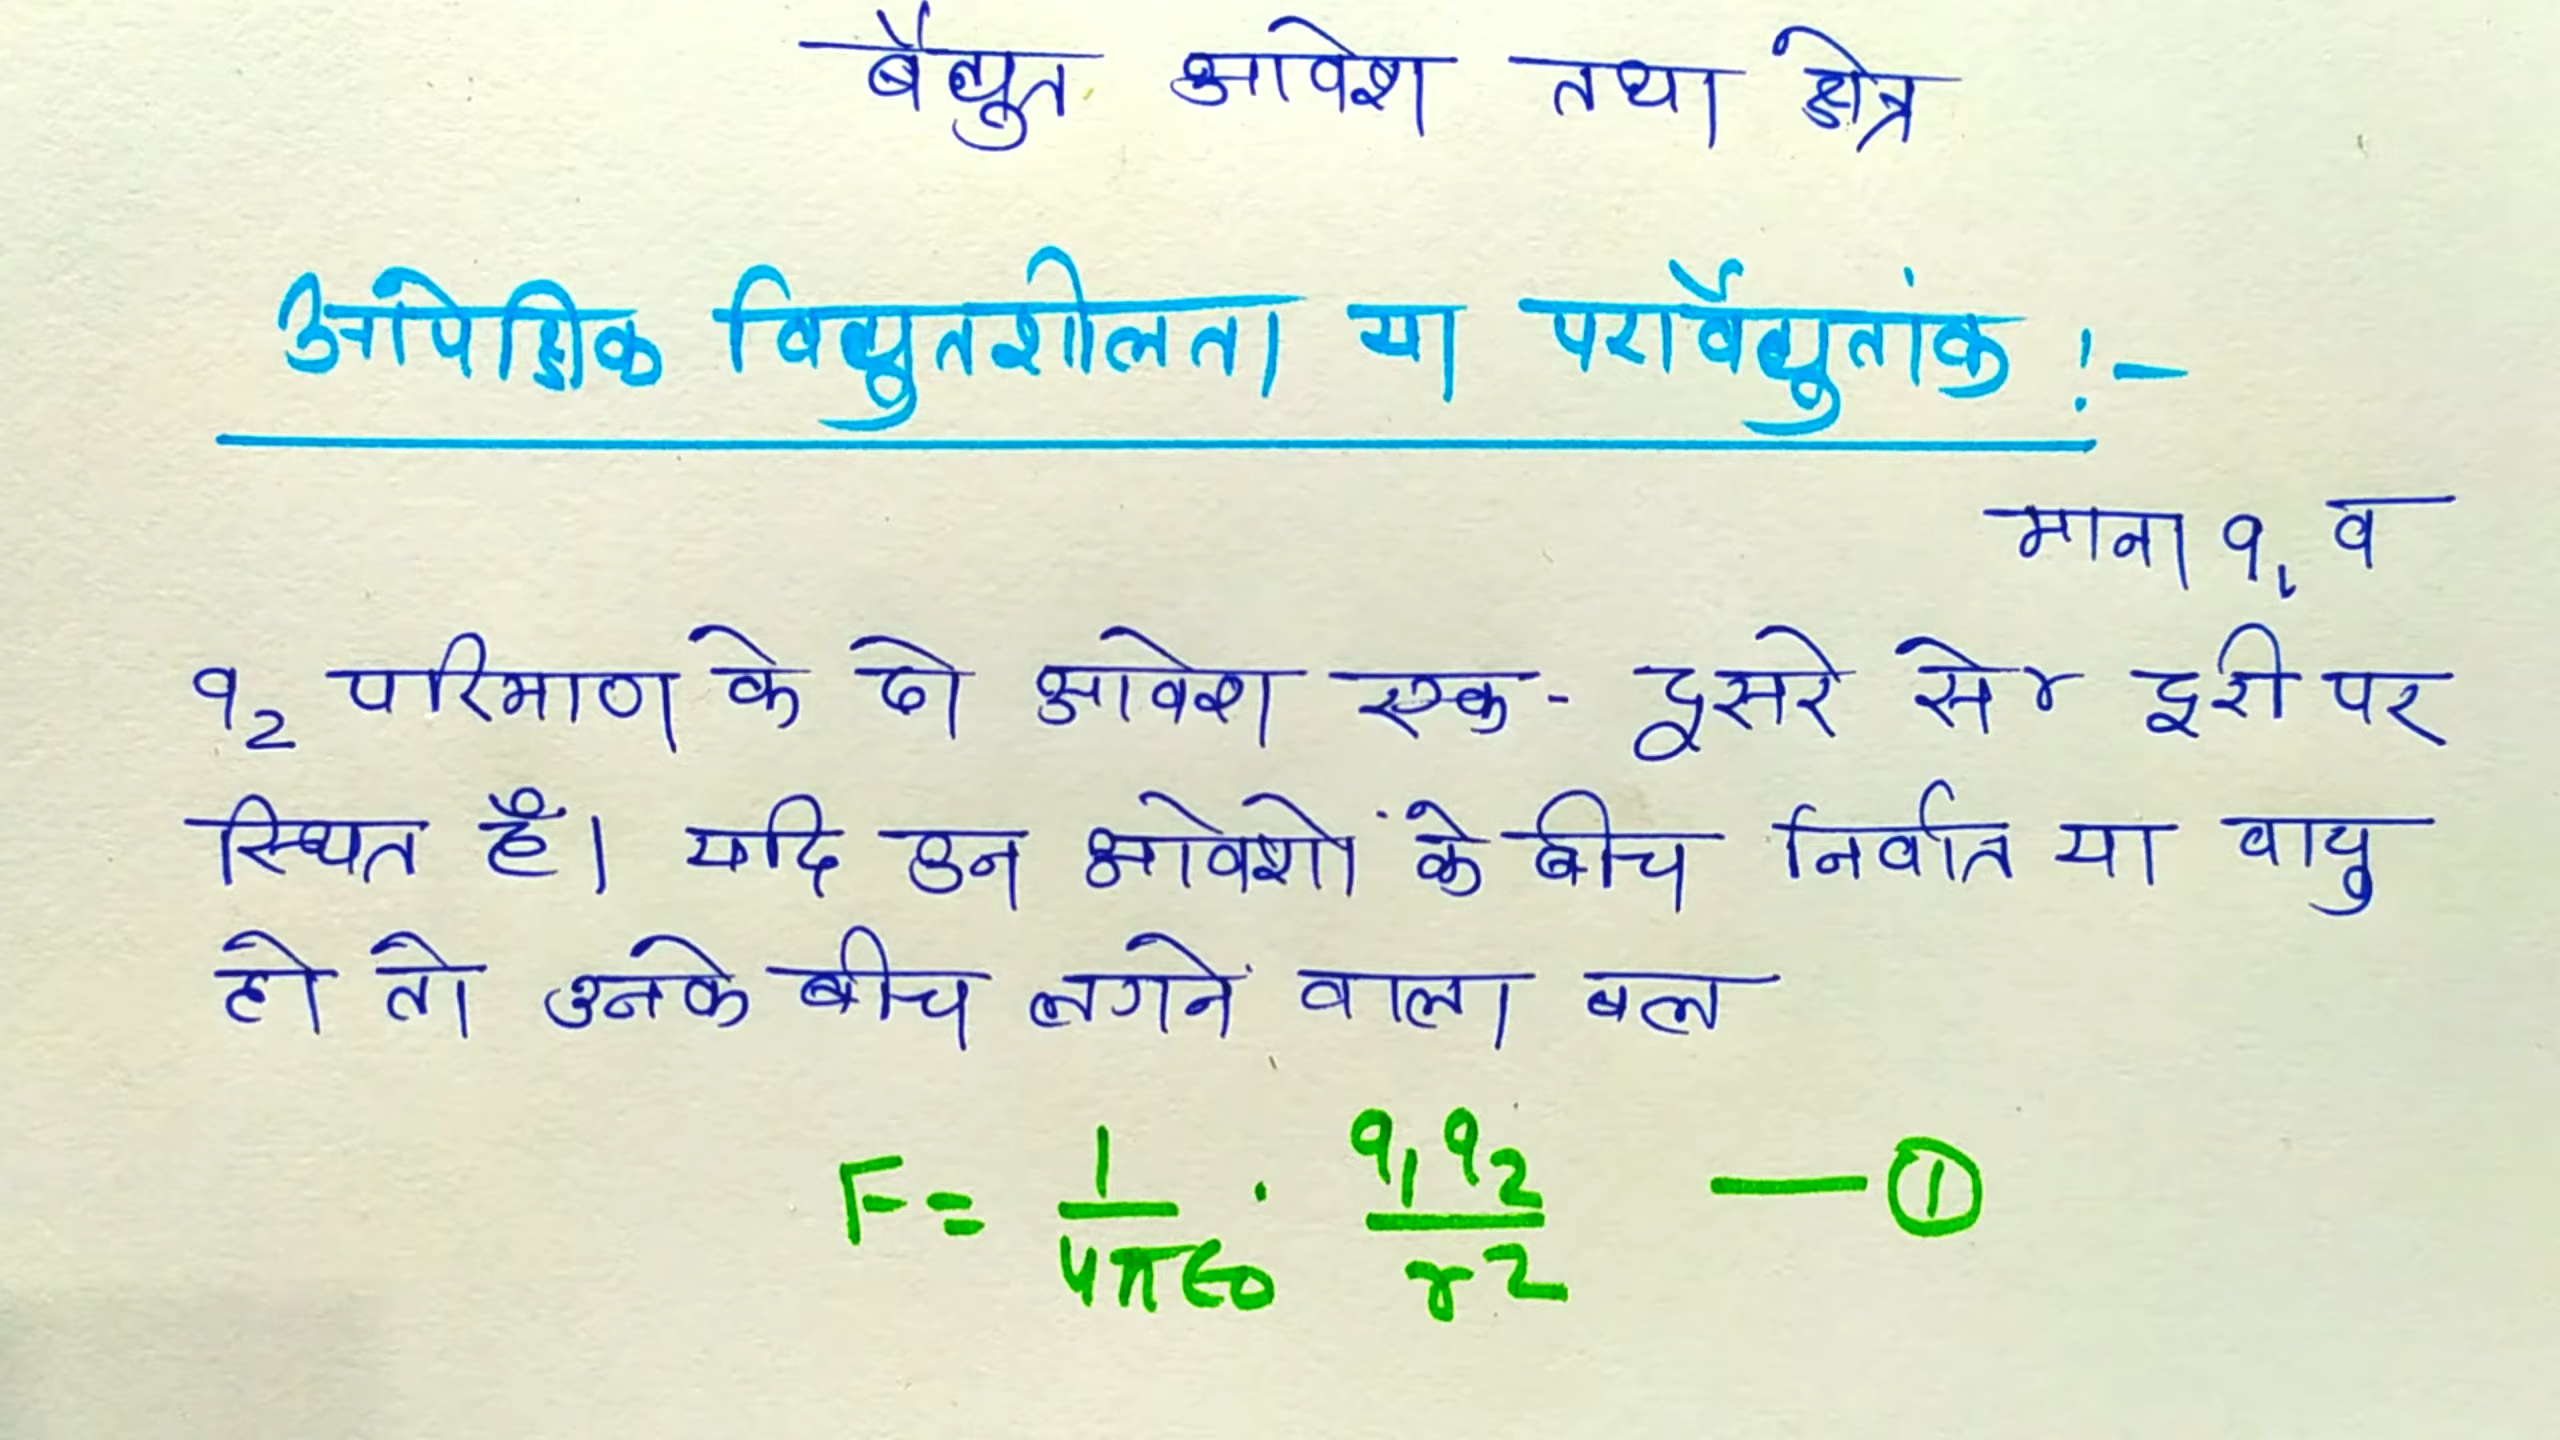 बैद्युत आवेश तथा क्षेत्र
आपेक्षिक विद्युतशीलता या परावैद्युतांक :-
माना q₁ व
q₂ परिमाण के दो आवेश एक - दूसरे से r दूरी पर
स्थित हैं। यदि उन आवेशों के बीच निर्वात या वायु
हो तो उनके बीच लगने वाला बल
F = 1/4πϵ₀ · q₁q₂/r² — ①